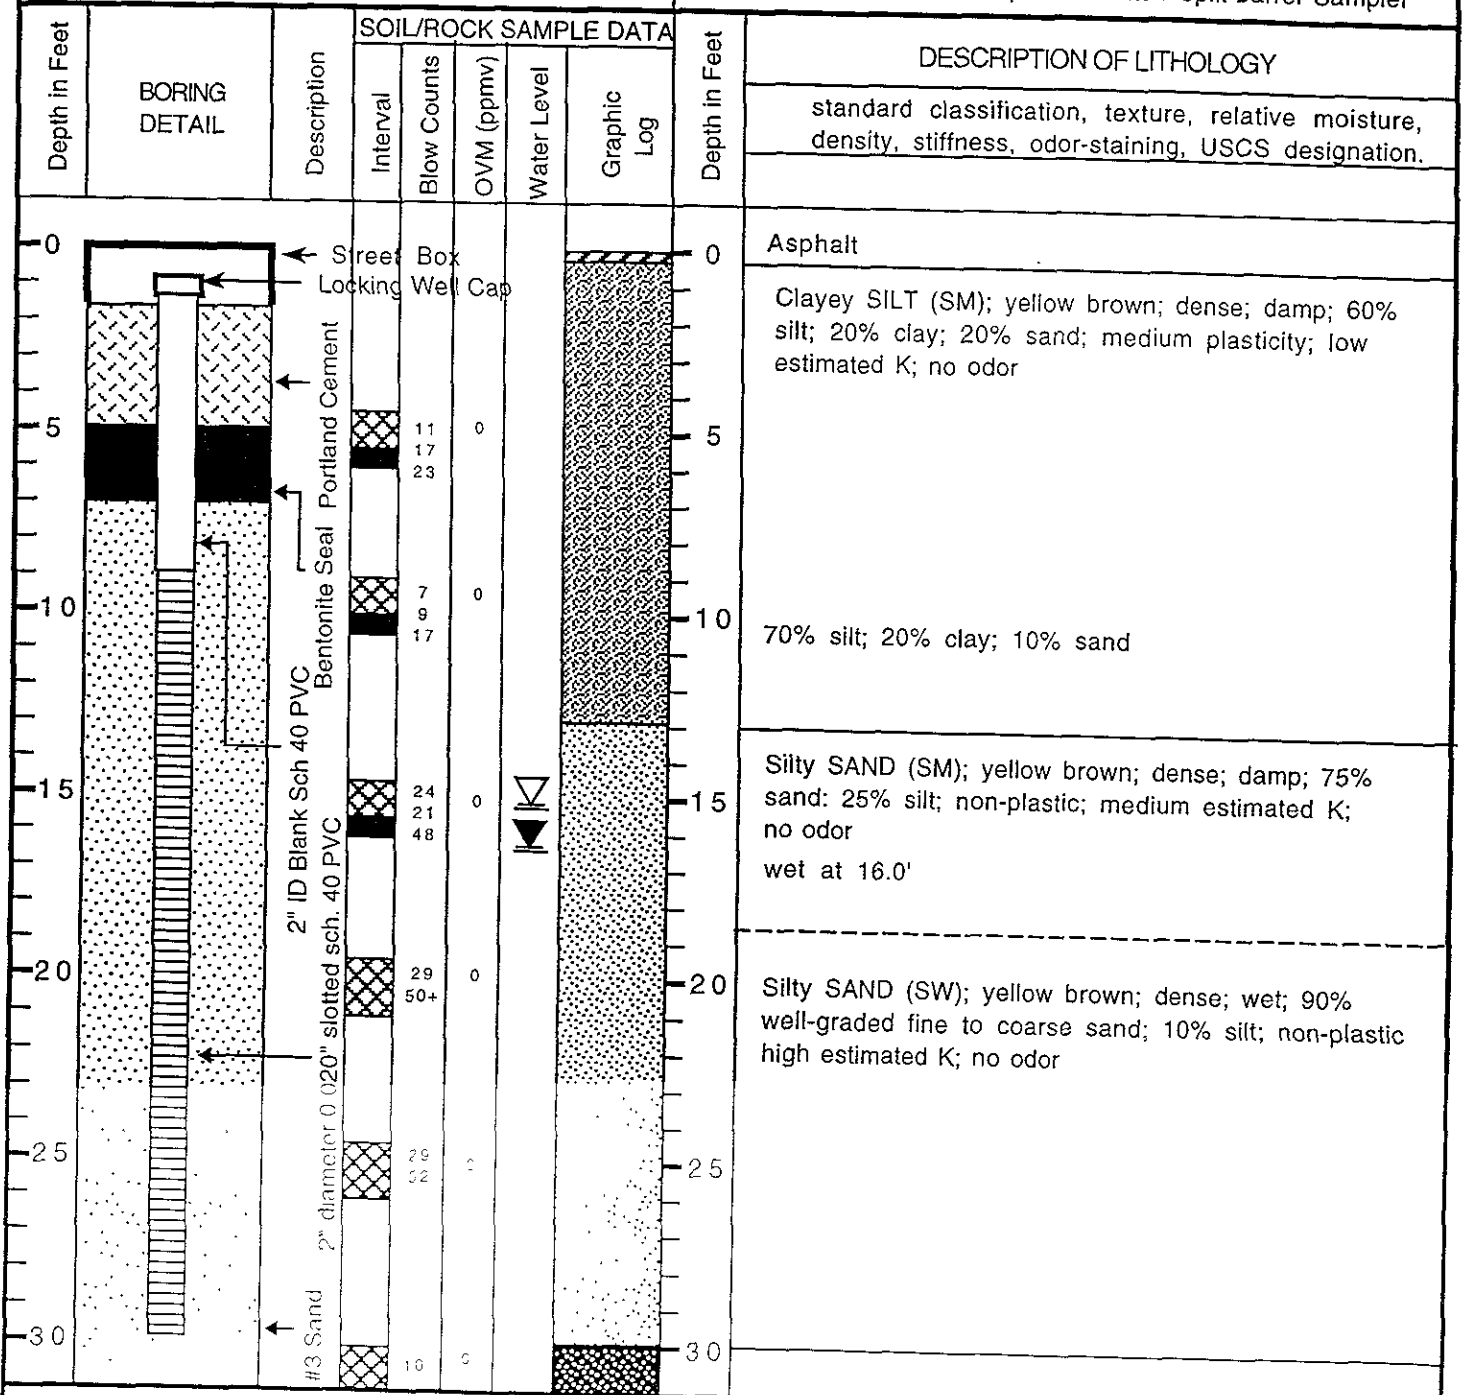 Split Barrel Sampler
SOIL/ROCK SAMPLE DATA
Depth in Feet
BORING
DETAIL
Description
Interval
Blow Counts
OVM (ppmv)
Water Level
Graphic
Log
Depth in Feet
DESCRIPTION OF LITHOLOGY
standard classification, texture, relative moisture,
density, stiffness, odor-staining, USCS designation.
0
Street Box
Locking Well Cap
0
Asphalt
Clayey SILT (SM); yellow brown; dense; damp; 60%
silt; 20% clay; 20% sand; medium plasticity; low
estimated K; no odor
Portland Cement
5
11
0
17
23
5
Bentonite Seal
10
7
0
9
17
10
70% silt; 20% clay; 10% sand
2" ID Blank Sch 40 PVC
15
24
0
21
48
15
Silty SAND (SM); yellow brown; dense; damp; 75%
sand: 25% silt; non-plastic; medium estimated K;
no odor
wet at 16.0'
20
29
0
50+
20
Silty SAND (SW); yellow brown; dense; wet; 90%
well-graded fine to coarse sand; 10% silt; non-plastic
high estimated K; no odor
2" diameter 0 020" slotted sch. 40 PVC
25
29
25
30
#3 Sand
30